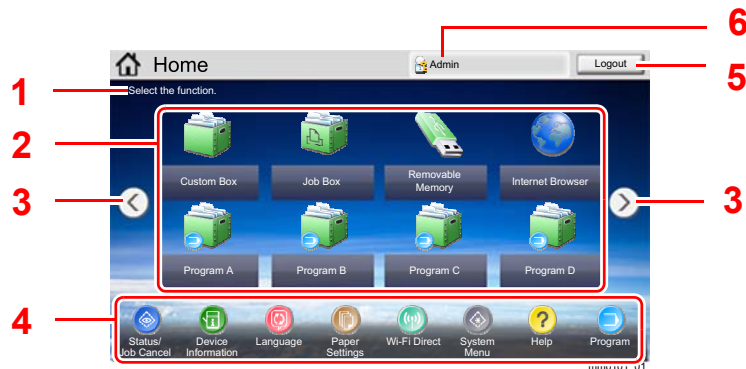 6
Home
Admin
Logout
5
1
Select the function.
2
Custom Box
Job Box
Removable
Memory
Internet Browser
3
3
Program A
Program B
Program C
Program D
4
Status/
Job Cancel
Device
Information
Language
Paper
Settings
Wi-Fi Direct
System
Menu
Help
Program